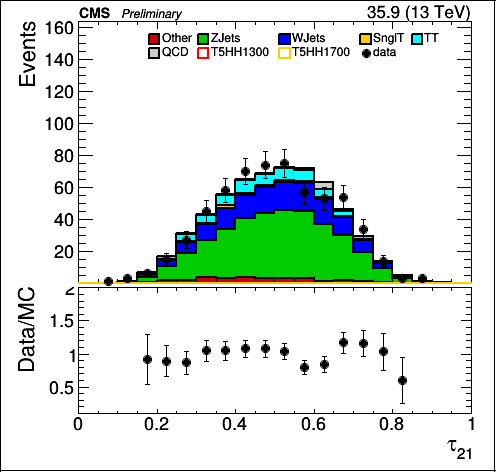 CMS Preliminary 35.9 (13 TeV)
Events
160
140
120
100
80
60
40
20
Other ZJets WJets SnglT TT
QCD T5HH1300 T5HH1700 data
Data/MC
2
1.5
1
0.5
0 0.2 0.4 0.6 0.8 1
τ21